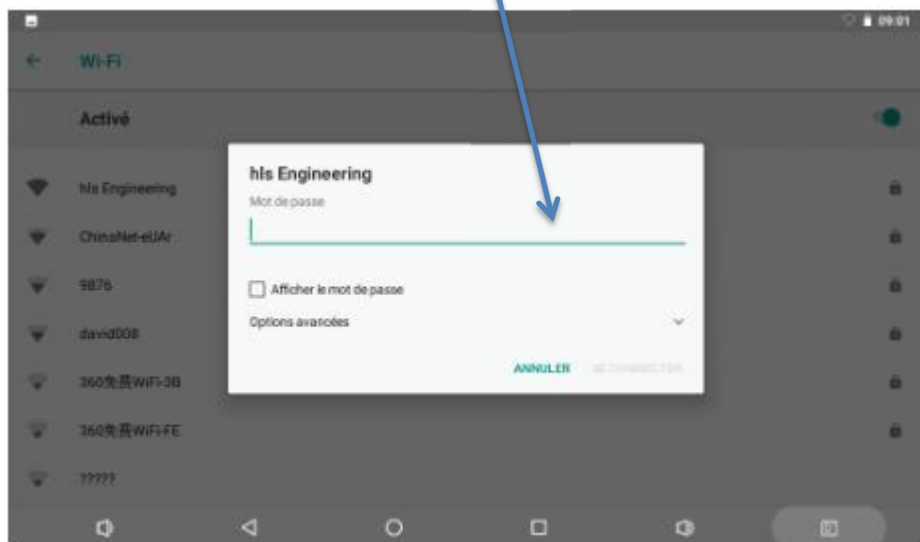 09:01
Wi-Fi
Activé
hls Engineering
Mot de passe
hls Engineering
ChinaNet-eUAr
9876
Afficher le mot de passe
david008
Options avancées
360免费WiFi-3B
ANNULER SE CONNECTER
360免费WiFi-FE
?????